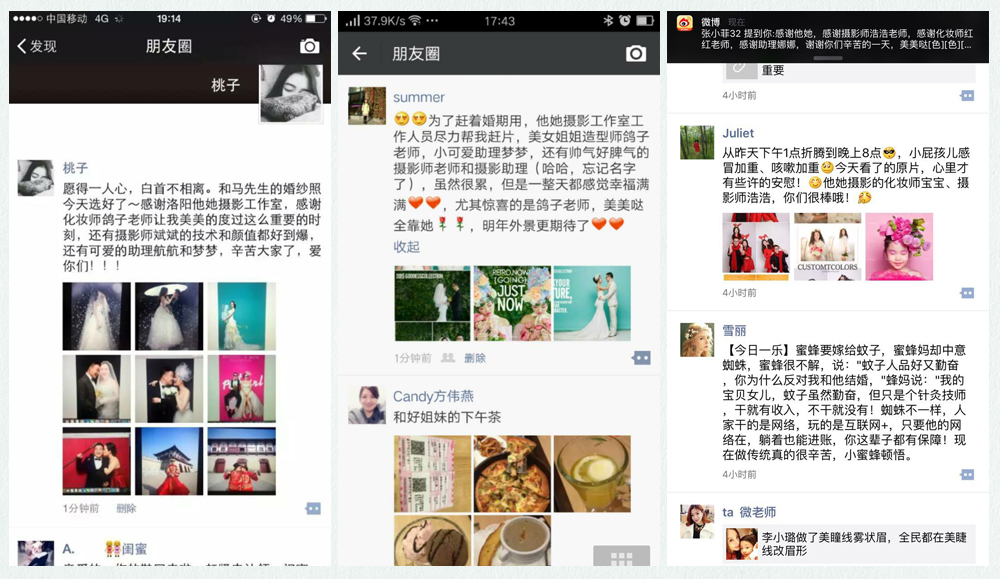 中国移动 4G 19:14 49%
发现
朋友圈
桃子
桃子
愿得一人心，白首不相离。和马先生的婚纱照
今天选好了～感谢洛阳他她摄影工作室，感谢
化妆师鸽子老师让我美美的度过这么重要的时
刻，还有摄影师斌斌的技术和颜值都好到爆，
还有可爱的助理航航和梦梦，辛苦大家了，爱
你们！！！
1分钟前 删除
A. 闺蜜
37.9K/s 17:43
朋友圈
summer
😍😍为了赶着婚期用，他她摄影工作室工
作人员尽力帮我赶片，美女姐姐造型师鸽子
老师，小可爱助理梦梦，还有帅气好脾气的
摄影师老师和摄影助理（哈哈，忘记名字
了），虽然很累，但是一整天都感觉幸福满
满❤️❤️，尤其惊喜的是鸽子老师，美美哒
全靠她🌹🌹，明年外景更期待了❤️❤️
收起
2015 GODNESSCOLLECTION
RETRO,NOW
{GOING}
JUST
NOW
TURE,
1分钟前 删除
Candy方伟燕
和好姐妹的下午茶
微博 现在
张小菲32 提到你:感谢他她，感谢摄影师浩浩老师，感谢化妆师红
红老师，感谢助理娜娜，谢谢你们辛苦的一天，美美哒[色][色][...
重要
4小时前
Juliet
从昨天下午1点折腾到晚上8点😎，小屁孩儿感
冒加重、咳嗽加重😥今天看了的原片，心里才
有些许的安慰！😋他她摄影的化妆师宝宝、摄
影师浩浩，你们很棒哦！😘
CUSTOMTCOLORS
4小时前
雪丽
【今日一乐】蜜蜂要嫁给蚊子，蜜蜂妈却中意
蜘蛛，蜜蜂很不解，说："蚊子人品好又勤奋
，你为什么反对我和他结婚，"蜂妈说："我的
宝贝女儿，蚊子虽然勤奋，但只是个针灸技师
，干就有收入，不干就没有！蜘蛛不一样，人
家干的是网络，玩的是互联网+，只要他的网
络在，躺着也能进账，你这辈子都有保障！现
在做传统真的很辛苦，小蜜蜂顿悟。
4小时前
ta 微老师
李小璐做了美瞳线雾状眉，全民都在美睫
线改眉形